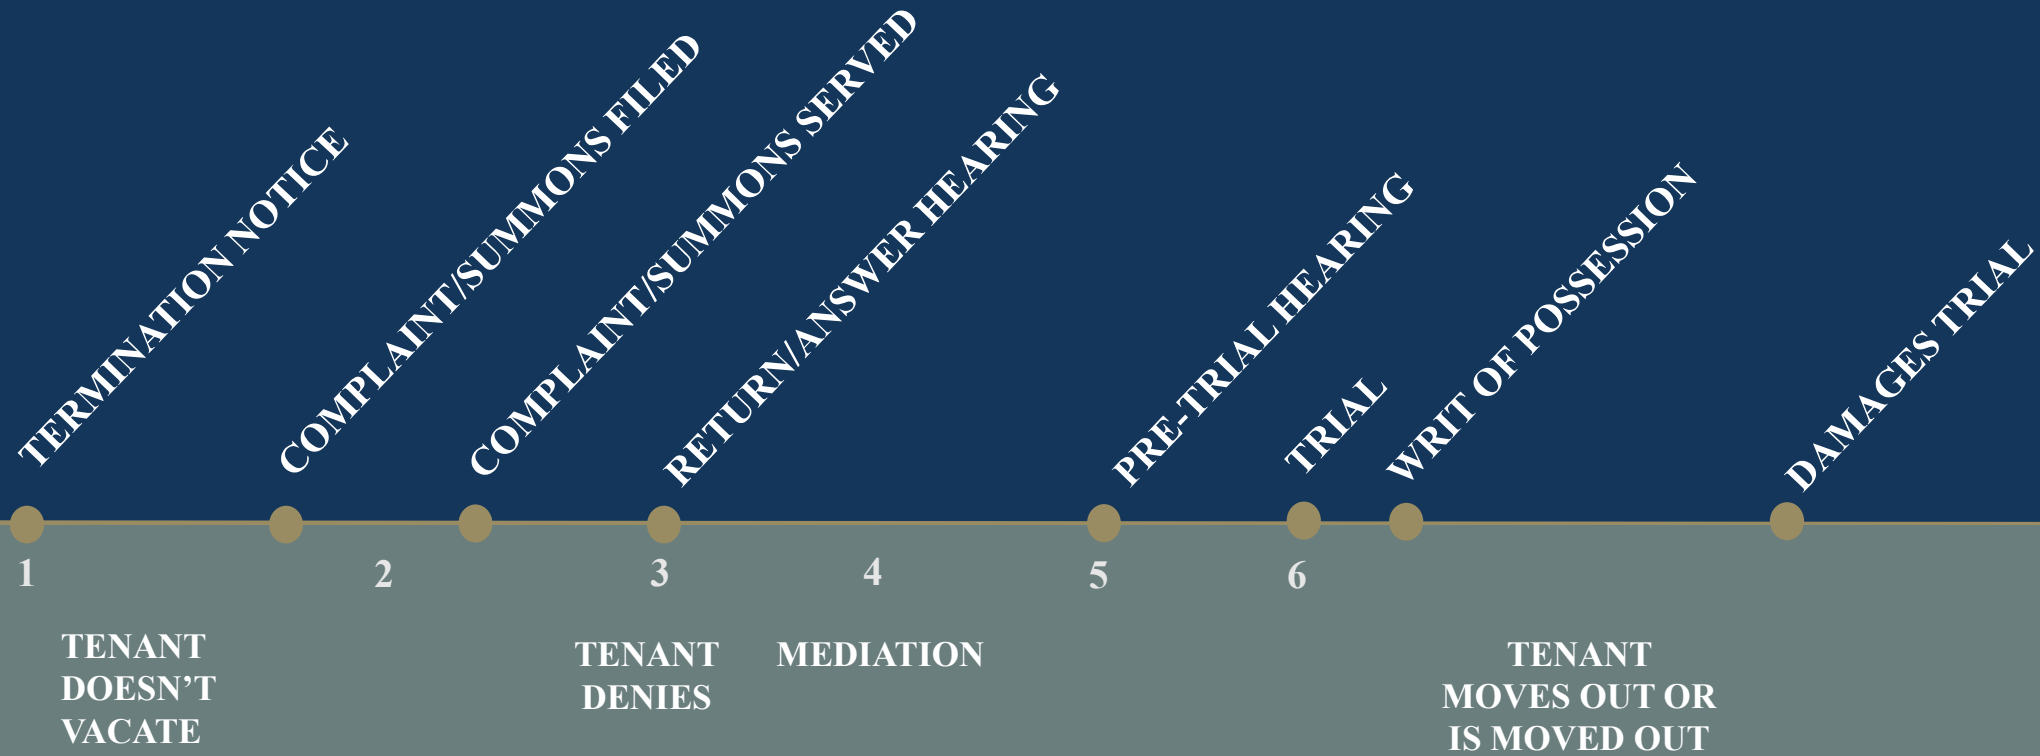 TERMINATION NOTICE
COMPLAINT/SUMMONS FILED
COMPLAINT/SUMMONS SERVED
RETURN/ANSWER HEARING
PRE-TRIAL HEARING
TRIAL
WRIT OF POSSESSION
DAMAGES TRIAL
1
2
3
4
5
6
TENANT
DOESN’T
VACATE
TENANT
DENIES
MEDIATION
TENANT
MOVES OUT OR
IS MOVED OUT